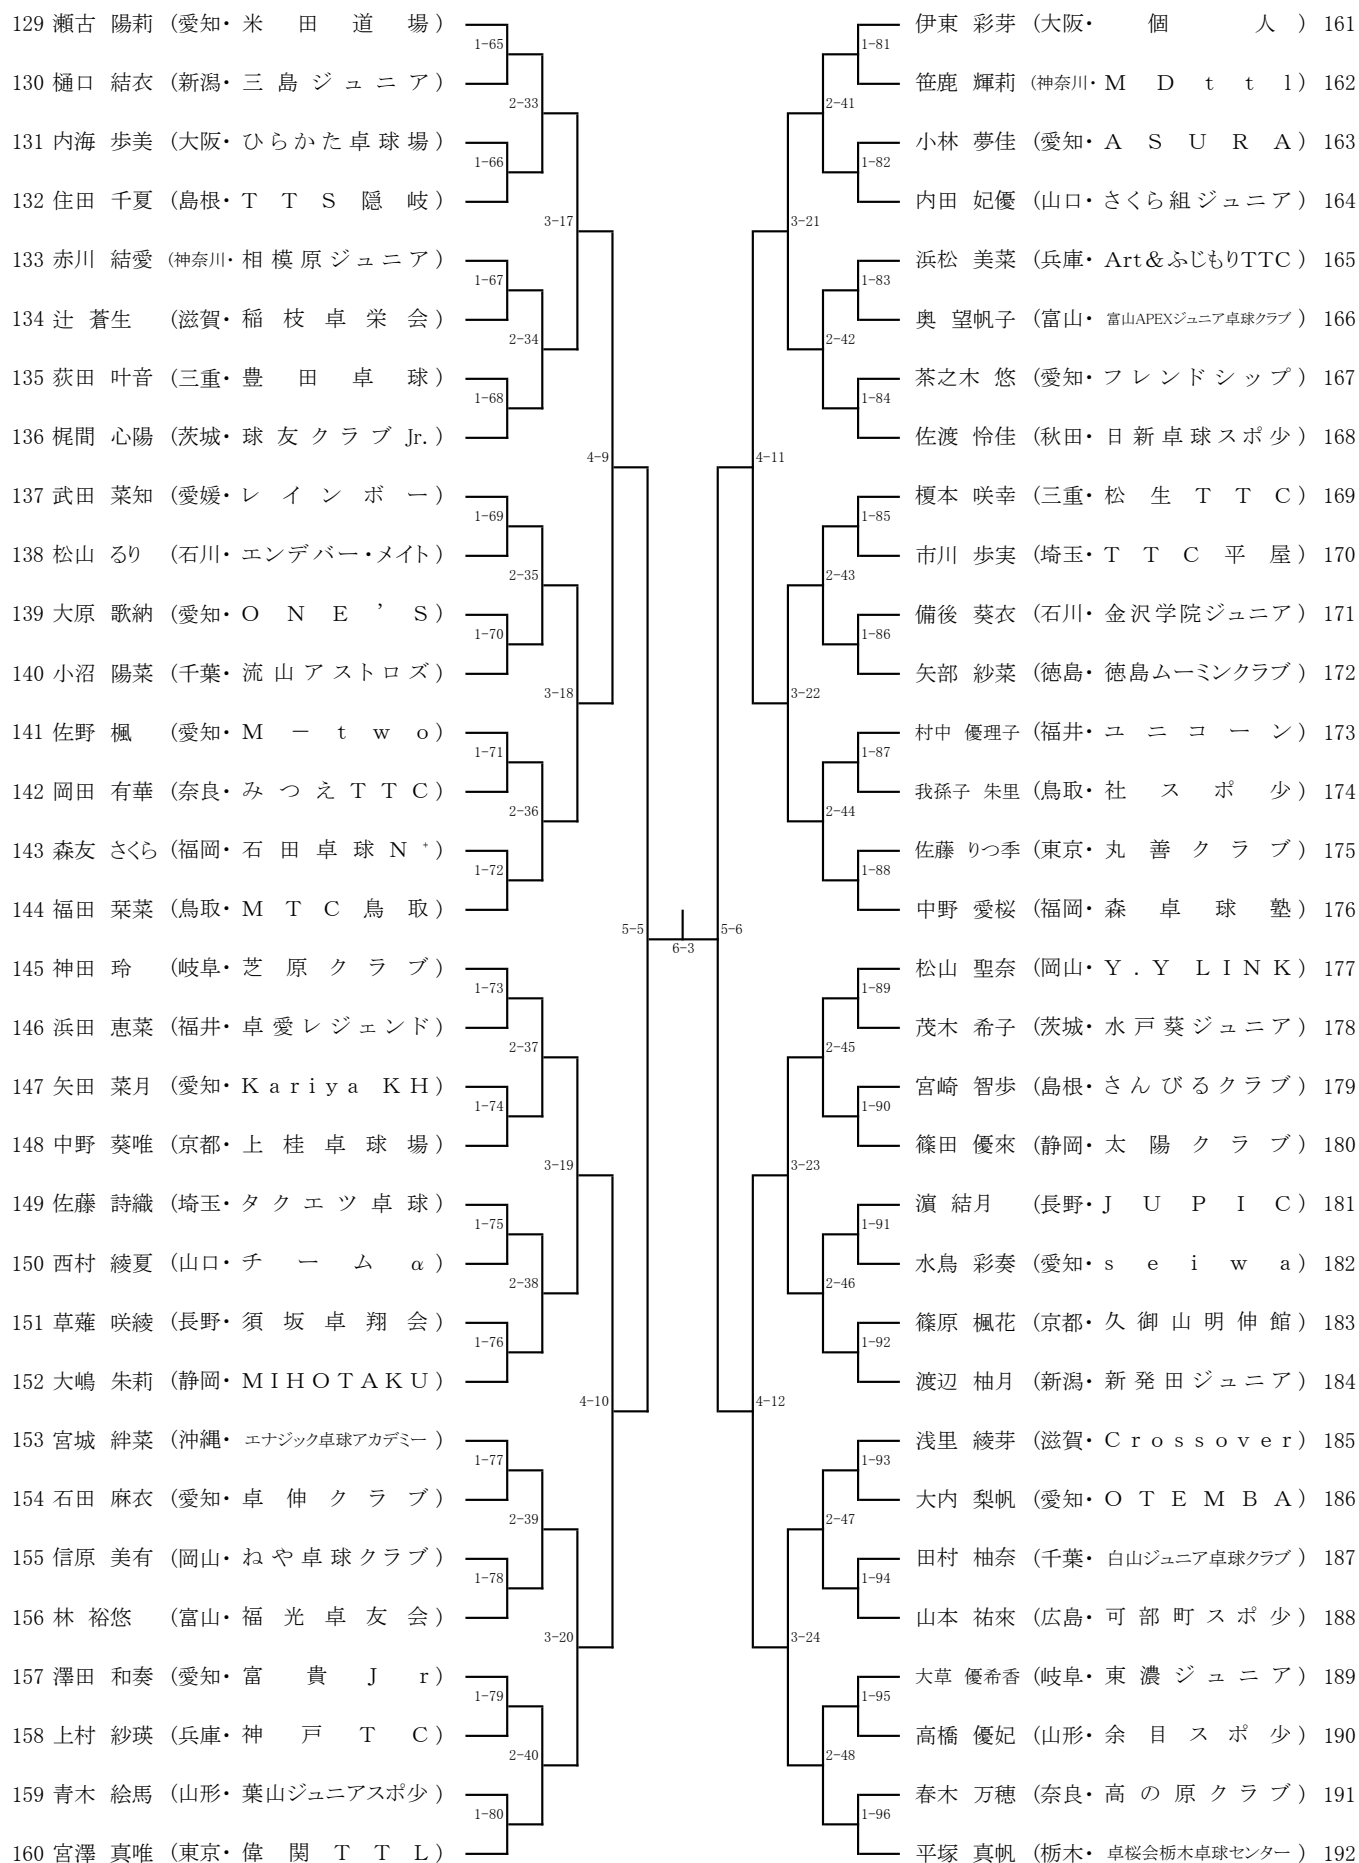 129 瀬古 陽莉 (愛知・米田道場)
1-65
130 樋口 結衣 (新潟・三島ジュニア)
2-33
131 内海 歩美 (大阪・ひらかた卓球場)
1-66
132 住田 千夏 (島根・TTS隠岐)
3-17
133 赤川 結愛 (神奈川・相模原ジュニア)
1-67
134 辻 蒼生 (滋賀・稲枝卓栄会)
2-34
135 荻田 叶音 (三重・豊田卓球)
1-68
136 梶間 心陽 (茨城・球友クラブJr.)
4-9
137 武田 菜知 (愛媛・レインボー)
1-69
138 松山 るり (石川・エンデバー・メイト)
2-35
139 大原 歌納 (愛知・ONE’S)
1-70
140 小沼 陽菜 (千葉・流山アストロズ)
3-18
141 佐野 楓 (愛知・M-two)
1-71
142 岡田 有華 (奈良・みつえTTC)
2-36
143 森友 さくら (福岡・石田卓球N⁺)
1-72
144 福田 栞菜 (鳥取・MTC鳥取)
5-5
145 神田 玲 (岐阜・芝原クラブ)
1-73
146 浜田 恵菜 (福井・卓愛レジェンド)
2-37
147 矢田 菜月 (愛知・Kariya KH)
1-74
148 中野 葵唯 (京都・上桂卓球場)
3-19
149 佐藤 詩織 (埼玉・タクエツ卓球)
1-75
150 西村 綾夏 (山口・チームα)
2-38
151 草薙 咲綾 (長野・須坂卓翔会)
1-76
152 大嶋 朱莉 (静岡・MIHOTAKU)
4-10
153 宮城 絆菜 (沖縄・エナジック卓球アカデミー)
1-77
154 石田 麻衣 (愛知・卓伸クラブ)
2-39
155 信原 美有 (岡山・ねや卓球クラブ)
1-78
156 林 裕悠 (富山・福光卓友会)
3-20
157 澤田 和奏 (愛知・富貴Jr)
1-79
158 上村 紗瑛 (兵庫・神戸TC)
2-40
159 青木 絵馬 (山形・葉山ジュニアスポ少)
1-80
160 宮澤 真唯 (東京・偉関TTL)
6-3
伊東 彩芽 (大阪・個人) 161
1-81
笹鹿 輝莉 (神奈川・MDttl) 162
2-41
小林 夢佳 (愛知・ASURA) 163
1-82
内田 妃優 (山口・さくら組ジュニア) 164
3-21
浜松 美菜 (兵庫・Art&ふじもりTTC) 165
1-83
奥 望帆子 (富山・富山APEXジュニア卓球クラブ) 166
2-42
茶之木 悠 (愛知・フレンドシップ) 167
1-84
佐渡 怜佳 (秋田・日新卓球スポ少) 168
4-11
榎本 咲幸 (三重・松生TTC) 169
1-85
市川 歩実 (埼玉・TTC平屋) 170
2-43
備後 葵衣 (石川・金沢学院ジュニア) 171
1-86
矢部 紗菜 (徳島・徳島ムーミンクラブ) 172
3-22
村中 優理子 (福井・ユニコーン) 173
1-87
我孫子 朱里 (鳥取・社スポ少) 174
2-44
佐藤 りつ季 (東京・丸善クラブ) 175
1-88
中野 愛桜 (福岡・森卓球塾) 176
5-6
松山 聖奈 (岡山・Y.Y LINK) 177
1-89
茂木 希子 (茨城・水戸葵ジュニア) 178
2-45
宮崎 智歩 (島根・さんびるクラブ) 179
1-90
篠田 優來 (静岡・太陽クラブ) 180
3-23
濵 結月 (長野・JUPIC) 181
1-91
水鳥 彩奏 (愛知・seiwa) 182
2-46
篠原 楓花 (京都・久御山明伸館) 183
1-92
渡辺 柚月 (新潟・新発田ジュニア) 184
4-12
浅里 綾芽 (滋賀・Crossover) 185
1-93
大内 梨帆 (愛知・OTEMBA) 186
2-47
田村 柚奈 (千葉・白山ジュニア卓球クラブ) 187
1-94
山本 祐來 (広島・可部町スポ少) 188
3-24
大草 優希香 (岐阜・東濃ジュニア) 189
1-95
高橋 優妃 (山形・余目スポ少) 190
2-48
春木 万穂 (奈良・高の原クラブ) 191
1-96
平塚 真帆 (栃木・卓桜会栃木卓球センター) 192